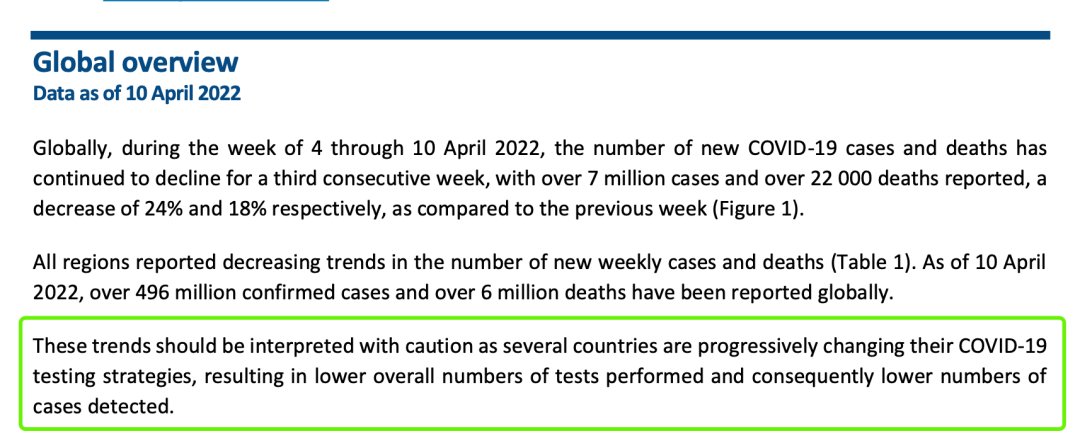 Global overview
Data as of 10 April 2022
Globally, during the week of 4 through 10 April 2022, the number of new COVID-19 cases and deaths has
continued to decline for a third consecutive week, with over 7 million cases and over 22 000 deaths reported, a
decrease of 24% and 18% respectively, as compared to the previous week (Figure 1).
All regions reported decreasing trends in the number of new weekly cases and deaths (Table 1). As of 10 April
2022, over 496 million confirmed cases and over 6 million deaths have been reported globally.
These trends should be interpreted with caution as several countries are progressively changing their COVID-19
testing strategies, resulting in lower overall numbers of tests performed and consequently lower numbers of
cases detected.